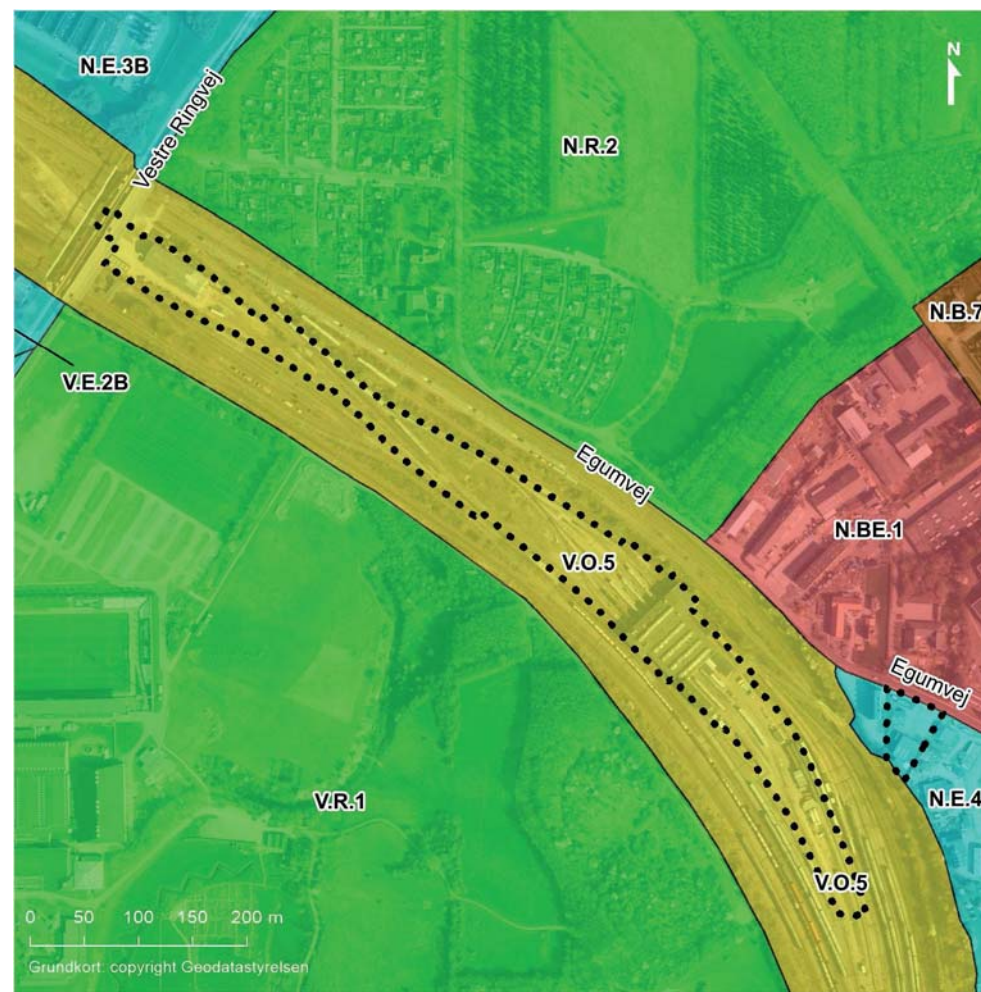 N.E.3B
N
Vestre Ringvej
N.R.2
N.B.7
V.E.2B
Egumvej
N.BE.1
V.O.5
Egumvej
V.R.1
N.E.4
V.O.5
0 50 100 150 200 m
Grundkort: copyright Geodatastyrelsen